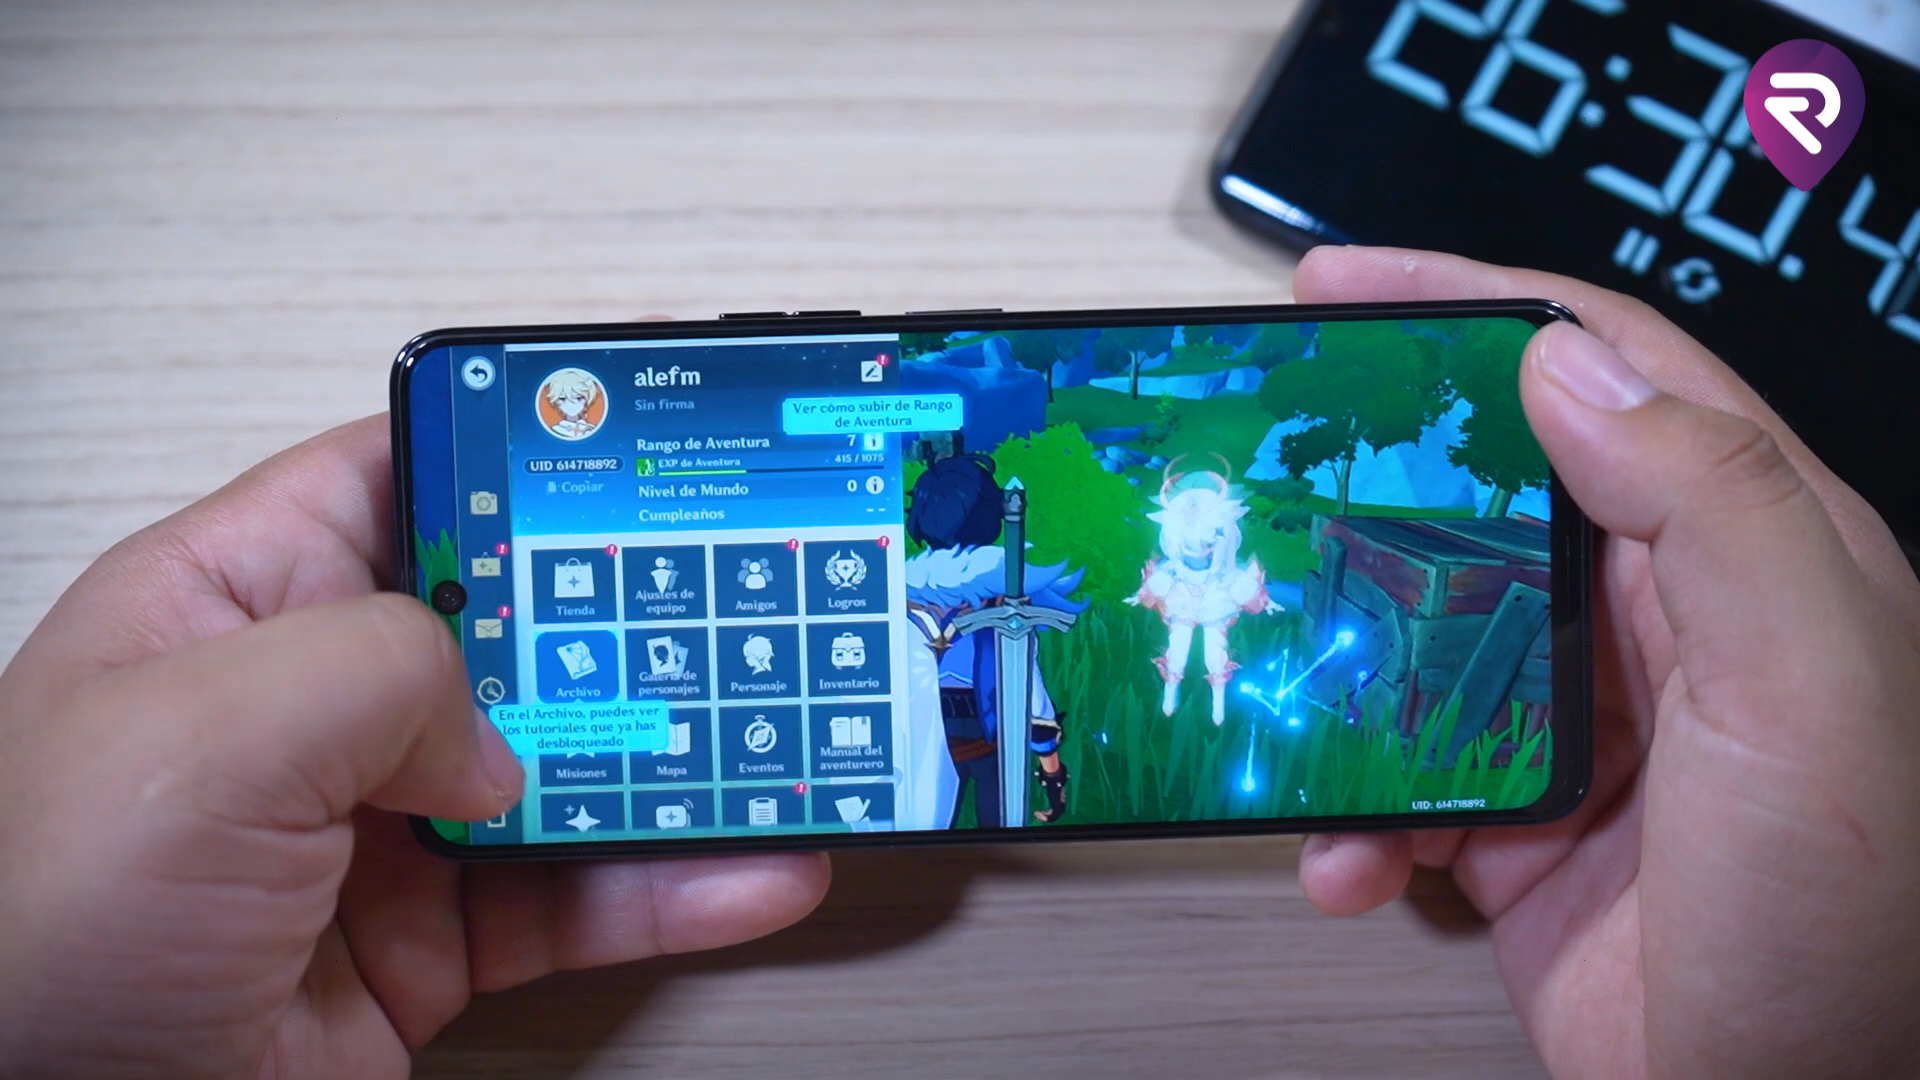 26:30.4
alefm
Sin firma
Ver cómo subir de Rango
de Aventura
Rango de Aventura 7
UID 614718892
EXP de Aventura 415 / 1075
Copiar
Nivel de Mundo 0
Cumpleaños --
Tienda
Ajustes de
equipo
Amigos
Logros
Archivo
Galería de
personajes
Personaje
Inventario
En el Archivo, puedes ver
los tutoriales que ya has
desbloqueado
Misiones
Mapa
Eventos
Manual del
aventurero
UID: 614718892